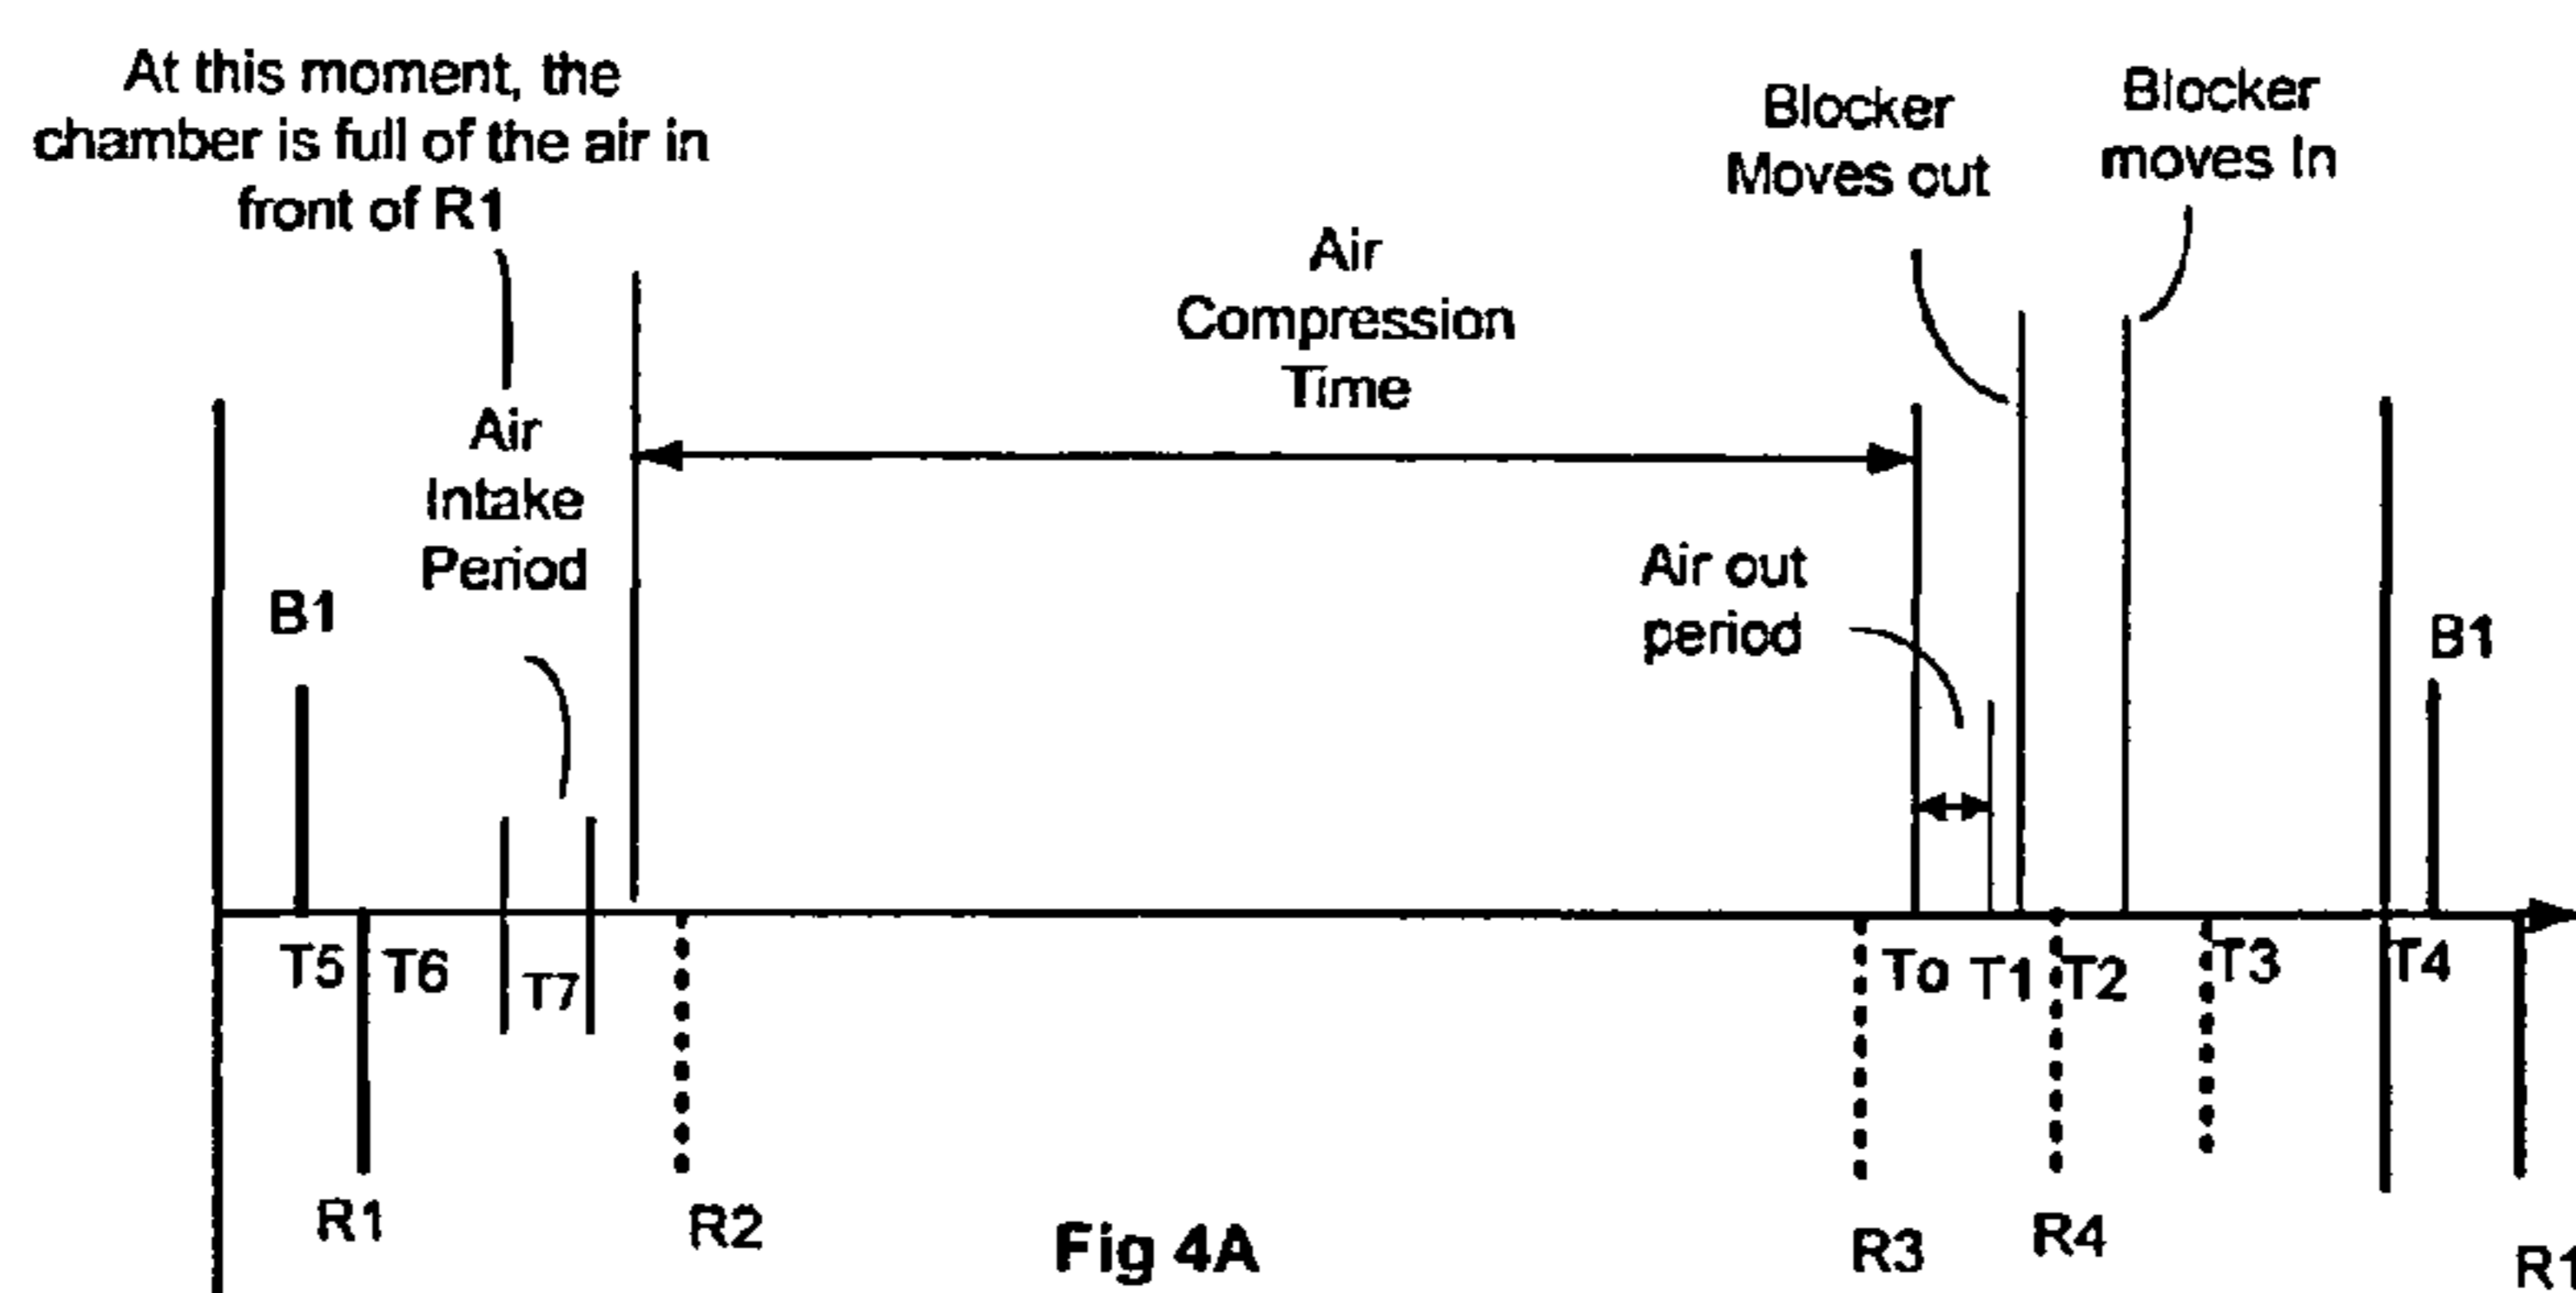 At this moment, the
chamber is full of the air in
front of R1
Air
Intake
Period
B1
Air
Compression
Time
Blocker
Moves out
Blocker
moves In
Air out
period
B1
T5
T6
T7
To
T1
T2
T3
T4
R1
R2
R3
R4
R1
Fig 4A